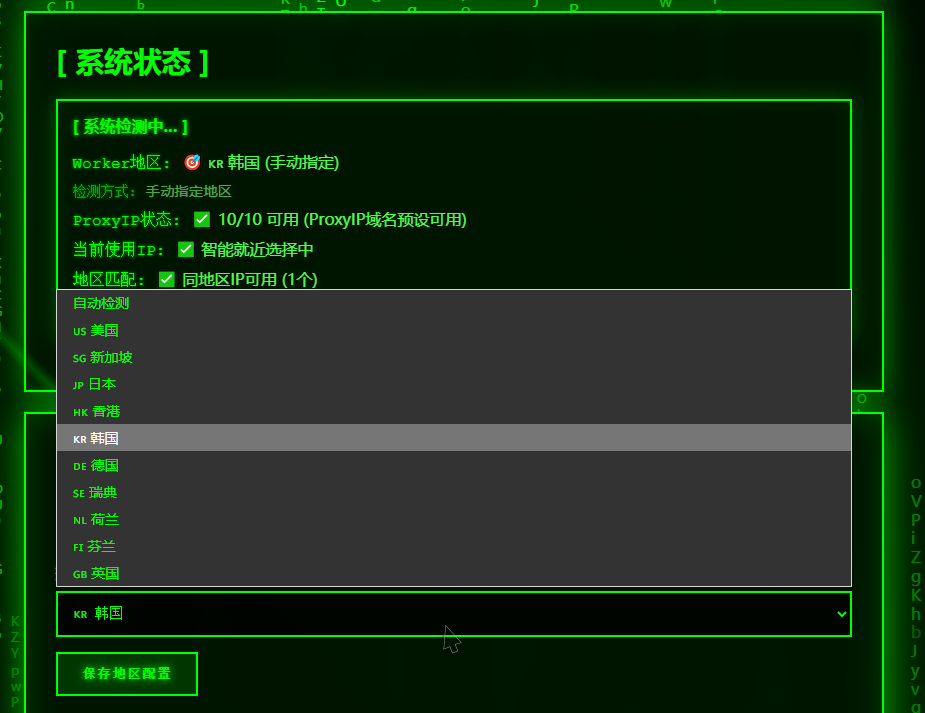 [ 系统状态 ]
[ 系统检测中... ]
Worker地区: 🎯 KR 韩国 (手动指定)
检测方式: 手动指定地区
ProxyIP状态: ✅ 10/10 可用 (ProxyIP域名预设可用)
当前使用IP: ✅ 智能就近选择中
地区匹配: ✅ 同地区IP可用 (1个)
自动检测
US 美国
SG 新加坡
JP 日本
HK 香港
KR 韩国
DE 德国
SE 瑞典
NL 荷兰
FI 芬兰
GB 英国
KR 韩国
保存地区配置
o
V
P
i
Z
g
K
h
b
J
y
v
g
K
Z
Y
p
w
P